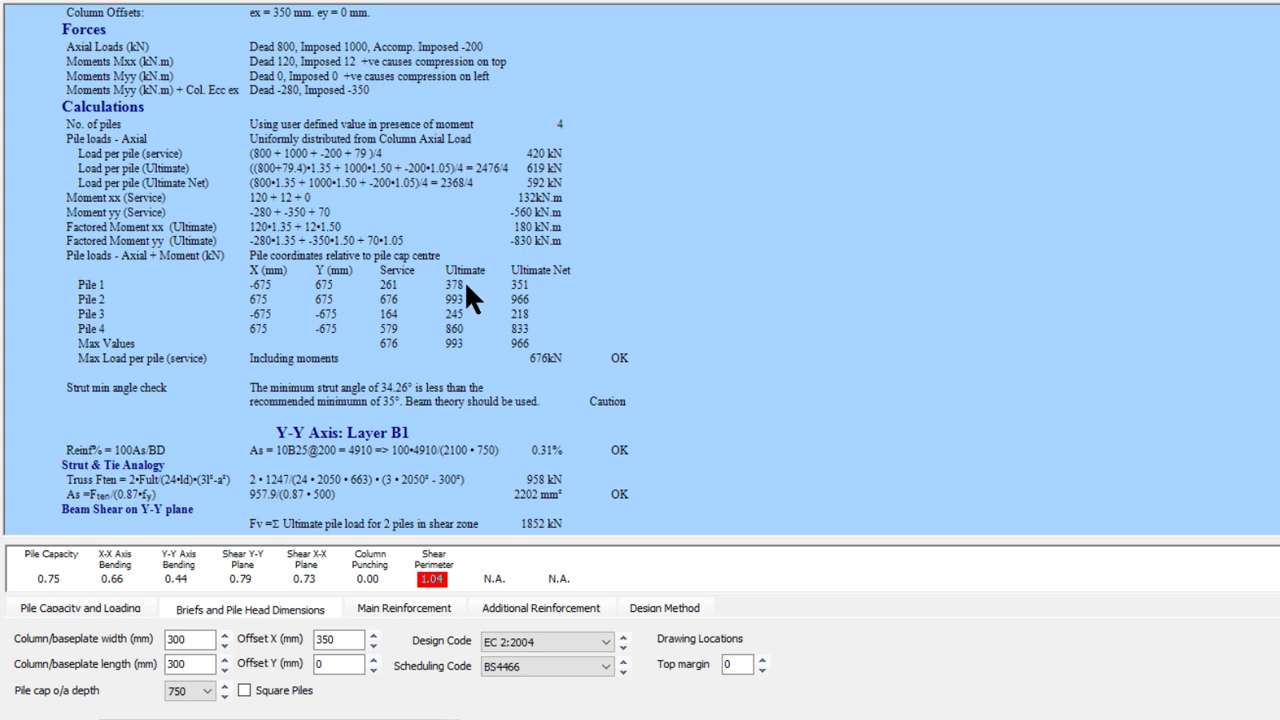 Column Offsets: ex = 350 mm. ey = 0 mm.
Forces
Axial Loads (kN) Dead 800, Imposed 1000, Accomp. Imposed -200
Moments Mxx (kN.m) Dead 120, Imposed 12 +ve causes compression on top
Moments Myy (kN.m) Dead 0, Imposed 0 +ve causes compression on left
Moments Myy (kN.m) + Col. Ecc ex Dead -280, Imposed -350
Calculations
No. of piles Using user defined value in presence of moment 4
Pile loads - Axial Uniformly distributed from Column Axial Load
Load per pile (service) (800 + 1000 + -200 + 79 )/4 420 kN
Load per pile (Ultimate) ((800+79.4)•1.35 + 1000•1.50 + -200•1.05)/4 = 2476/4 619 kN
Load per pile (Ultimate Net) (800•1.35 + 1000•1.50 + -200•1.05)/4 = 2368/4 592 kN
Moment xx (Service) 120 + 12 + 0 132kN.m
Moment yy (Service) -280 + -350 + 70 -560 kN.m
Factored Moment xx (Ultimate) 120•1.35 + 12•1.50 180 kN.m
Factored Moment yy (Ultimate) -280•1.35 + -350•1.50 + 70•1.05 -830 kN.m
Pile loads - Axial + Moment (kN) Pile coordinates relative to pile cap centre
X (mm) Y (mm) Service Ultimate Ultimate Net
Pile 1 -675 675 261 378 351
Pile 2 675 675 676 993 966
Pile 3 -675 -675 164 245 218
Pile 4 675 -675 579 860 833
Max Values 676 993 966
Max Load per pile (service) Including moments 676kN OK
Strut min angle check The minimum strut angle of 34.26° is less than the
recommended minimumn of 35°. Beam theory should be used. Caution
Y-Y Axis: Layer B1
Reinf% = 100As/BD As = 10B25@200 = 4910 => 100•4910/(2100 • 750) 0.31% OK
Strut & Tie Analogy
Truss Ften = 2•Fult/(24•ld)•(3l²-a²) 2 • 1247/(24 • 2050 • 663) • (3 • 2050² - 300²) 958 kN
As =Ften/(0.87•fy) 957.9/(0.87 • 500) 2202 mm² OK
Beam Shear on Y-Y plane
Fv =Σ Ultimate pile load for 2 piles in shear zone 1852 kN
Pile Capacity X-X Axis Bending Y-Y Axis Bending Shear Y-Y Plane Shear X-X Plane Column Punching Shear Perimeter
0.75 0.66 0.44 0.79 0.73 0.00 1.04 N.A. N.A.
Pile Capacity and Loading Briefs and Pile Head Dimensions Main Reinforcement Additional Reinforcement Design Method
Column/baseplate width (mm) 300 Offset X (mm) 350 Design Code EC 2:2004 Drawing Locations
Column/baseplate length (mm) 300 Offset Y (mm) 0 Scheduling Code BS4466 Top margin 0
Pile cap o/a depth 750 Square Piles